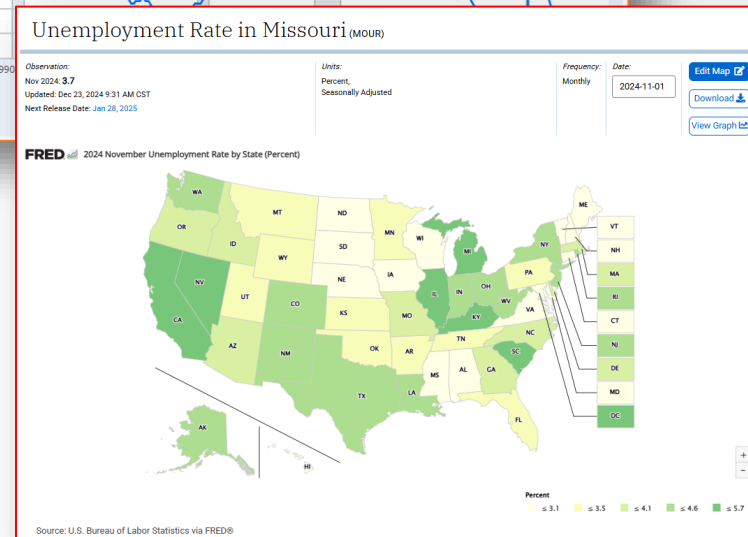 990
Unemployment Rate in Missouri (MOUR)
Observation:
Nov 2024: 3.7
Updated: Dec 23, 2024 9:31 AM CST
Next Release Date: Jan 28, 2025
Units:
Percent,
Seasonally Adjusted
Frequency:
Monthly
Date:
2024-11-01
Edit Map
Download
View Graph
FRED 2024 November Unemployment Rate by State (Percent)
WA
OR
ID
MT
WY
NV
CA
UT
AZ
CO
NM
ND
SD
NE
KS
OK
TX
MN
IA
MO
AR
LA
WI
IL
MI
IN
OH
KY
TN
MS
AL
GA
FL
SC
NC
VA
WV
PA
NY
ME
AK
HI
VT
NH
MA
RI
CT
NJ
DE
MD
DC
+
-
Percent
≤ 3.1 ≤ 3.5 ≤ 4.1 ≤ 4.6 ≤ 5.7
Source: U.S. Bureau of Labor Statistics via FRED®